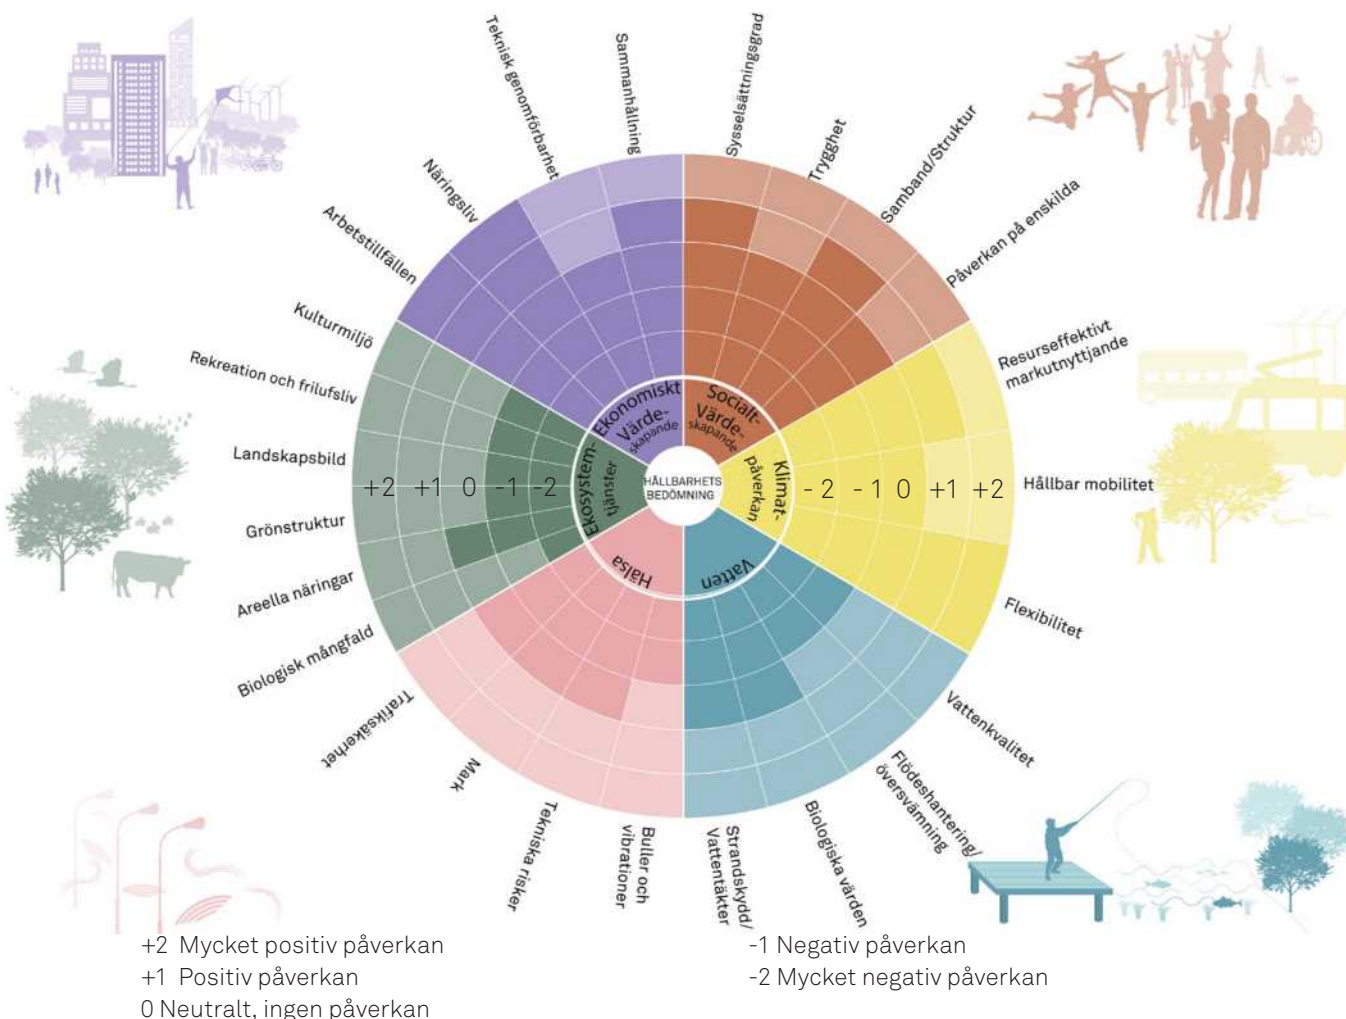 Teknisk genomförbarhet
Sammanhållning
Sysselsättningsgrad
Trygghet
Samband/Struktur
Påverkan på enskilda
Näringsliv
Arbetstillfällen
Kulturmiljö
Rekreation och frilufsliv
Landskapsbild
Grönstruktur
Areella näringar
Biologisk mångfald
Resurseffektivt
markutnyttjande
Hållbar mobilitet
Flexibilitet
Ekonomiskt
Värde-
skapande
Socialt-
Värde-
skapande
Ekosystem-
tjänster
HÅLLBARHETS
BEDÖMNING
Klimat-
påverkan
Hälsa
Vatten
+2 +1 0 -1 -2
- 2 - 1 0 +1 +2
Trafiksäkerhet
Mark
Tekniska risker
Buller och
vibrationer
Strandskydd/
Vattentäkter
Biologiska värden
Flödeshantering/
översvämning
Vattenkvalitet
+2 Mycket positiv påverkan
+1 Positiv påverkan
0 Neutralt, ingen påverkan
-1 Negativ påverkan
-2 Mycket negativ påverkan